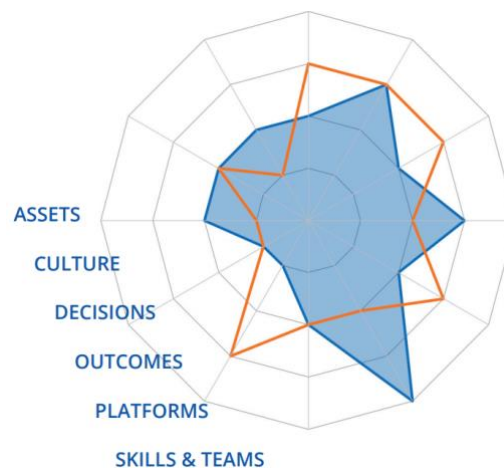 ASSETS
CULTURE
DECISIONS
OUTCOMES
PLATFORMS
SKILLS & TEAMS